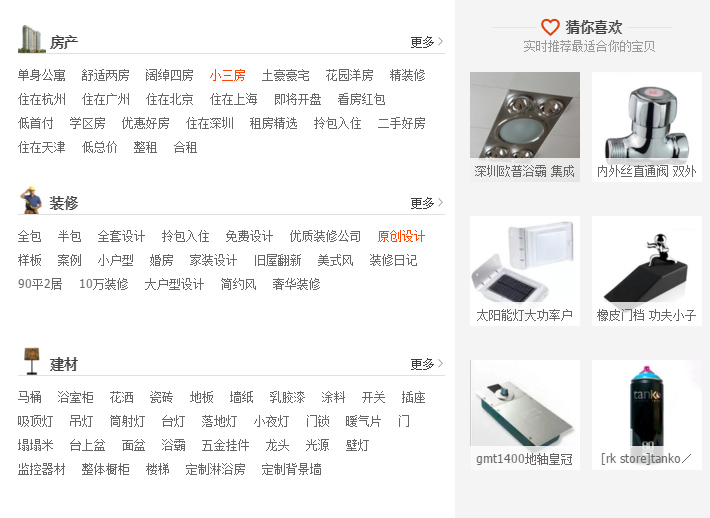 房产
更多
单身公寓 舒适两房 阔绰四房 小三房 土豪豪宅 花园洋房 精装修
住在杭州 住在广州 住在北京 住在上海 即将开盘 看房红包
低首付 学区房 优惠好房 住在深圳 租房精选 拎包入住 二手好房
住在天津 低总价 整租 合租
装修
更多
全包 半包 全套设计 拎包入住 免费设计 优质装修公司 原创设计
样板 案例 小户型 婚房 家装设计 旧屋翻新 美式风 装修日记
90平2居 10万装修 大户型设计 简约风 奢华装修
建材
更多
马桶 浴室柜 花洒 瓷砖 地板 墙纸 乳胶漆 涂料 开关 插座
吸顶灯 吊灯 筒射灯 台灯 落地灯 小夜灯 门锁 暖气片 门
塌塌米 台上盆 面盆 浴霸 五金挂件 龙头 光源 壁灯
监控器材 整体橱柜 楼梯 定制淋浴房 定制背景墙
猜你喜欢
实时推荐最适合你的宝贝
深圳欧普浴霸 集成
内外丝直通阀 双外
太阳能灯大功率户
橡皮门档 功夫小子
gmt1400地轴皇冠
tanko
[rk store]tanko／